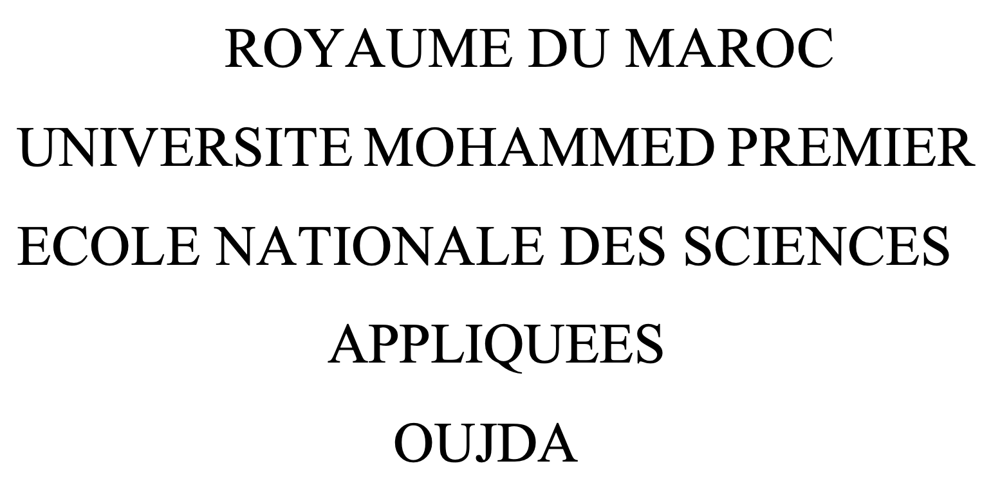 ROYAUME DU MAROC
UNIVERSITE MOHAMMED PREMIER
ECOLE NATIONALE DES SCIENCES
APPLIQUEES
OUJDA